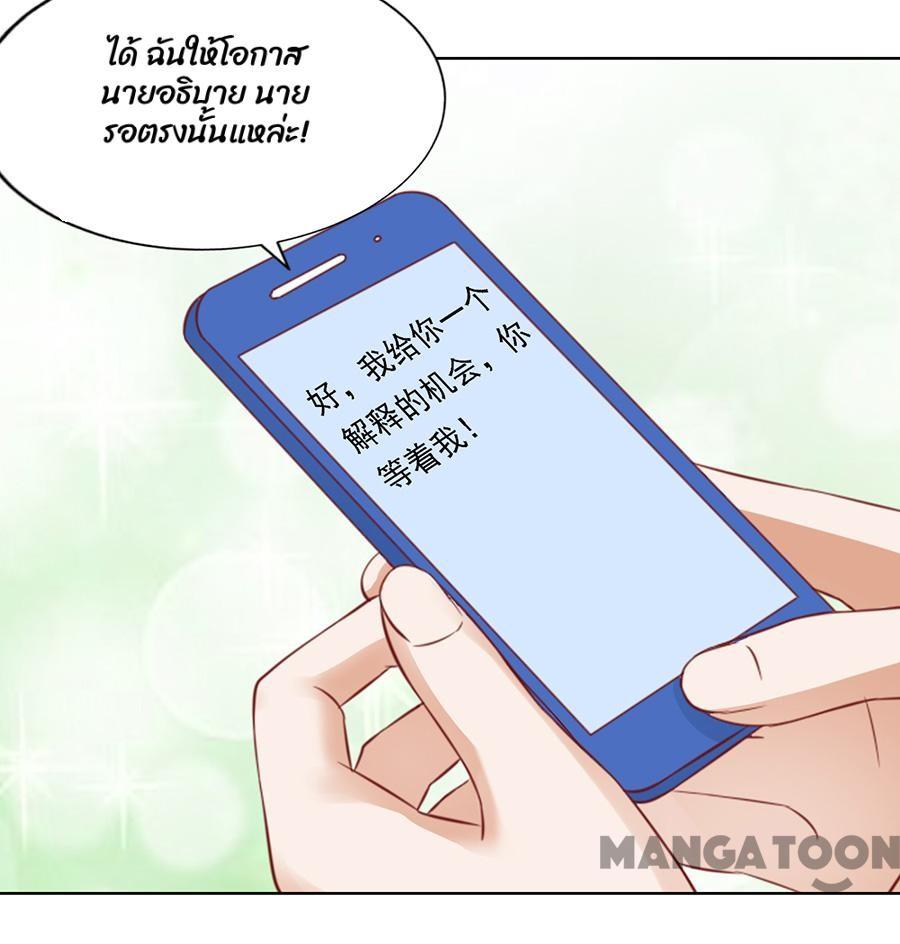 ได้ ฉันให้โอกาส
นายอธิบาย นาย
รอตรงนั้นแหล่ะ!
好，我给你一个
解释的机会，你
等着我！
MANGATOON